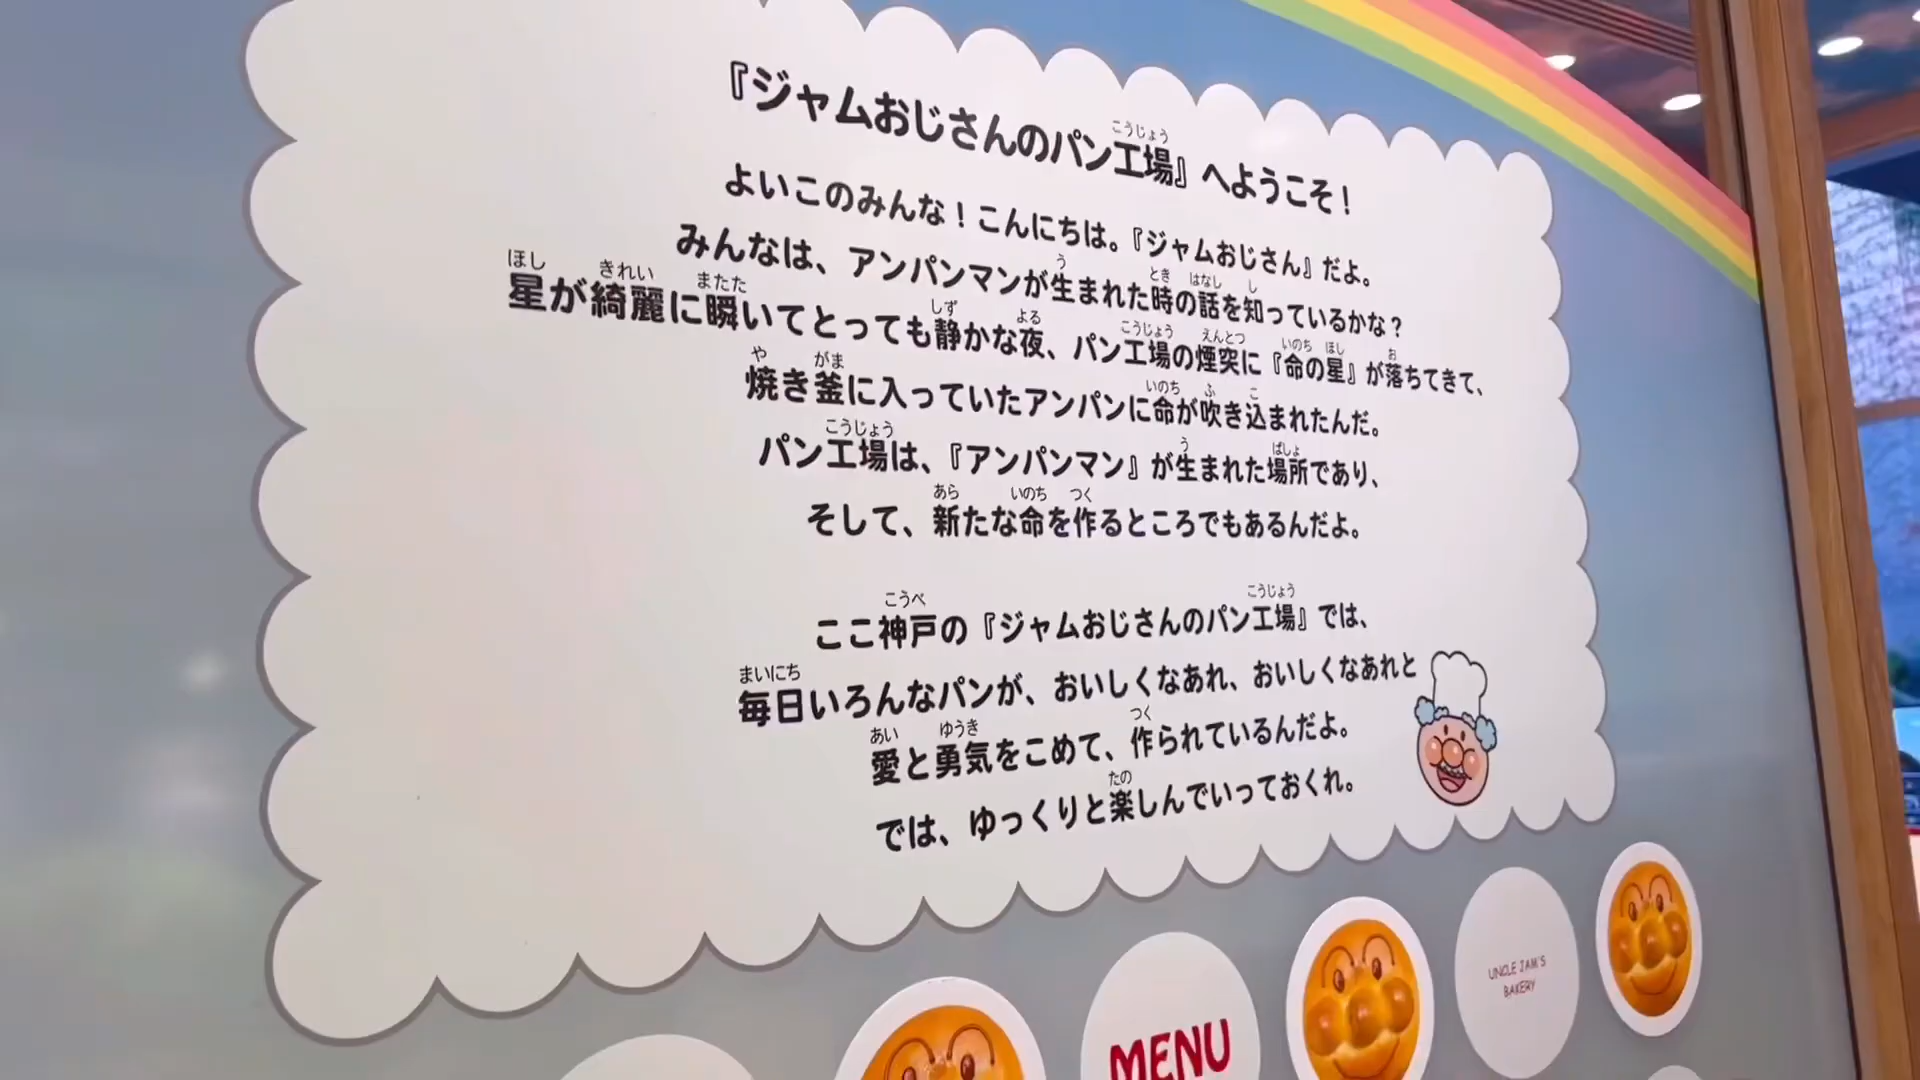 『ジャムおじさんのパン工場』へようこそ！
よいこのみんな！こんにちは。『ジャムおじさん』だよ。
みんなは、アンパンマンが生まれた時の話を知っているかな？
星が綺麗に瞬いてとっても静かな夜、パン工場の煙突に『命の星』が落ちてきて、
焼き釜に入っていたアンパンに命が吹き込まれたんだ。
パン工場は、『アンパンマン』が生まれた場所であり、
そして、新たな命を作るところでもあるんだよ。
ここ神戸の『ジャムおじさんのパン工場』では、
毎日いろんなパンが、おいしくなあれ、おいしくなあれと
愛と勇気をこめて、作られているんだよ。
では、ゆっくりと楽しんでいっておくれ。
UNCLE JAM'S
BAKERY
MENU